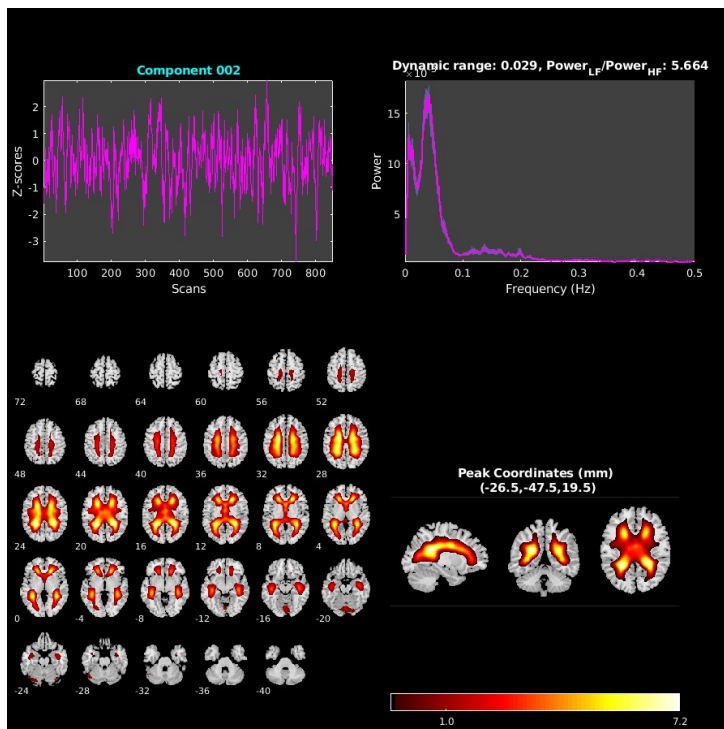 Component 002
Z-scores
2
1
0
-1
-2
-3
100 200 300 400 500 600 700 800
Scans
Dynamic range: 0.029, Power_LF/Power_HF: 5.664
Power
15
10
5
0 0.1 0.2 0.3 0.4 0.5
Frequency (Hz)
72 68 64 60 56 52
48 44 40 36 32 28
24 20 16 12 8 4
0 -4 -8 -12 -16 -20
-24 -28 -32 -36 -40
Peak Coordinates (mm)
(-26.5,-47.5,19.5)
1.0 7.2